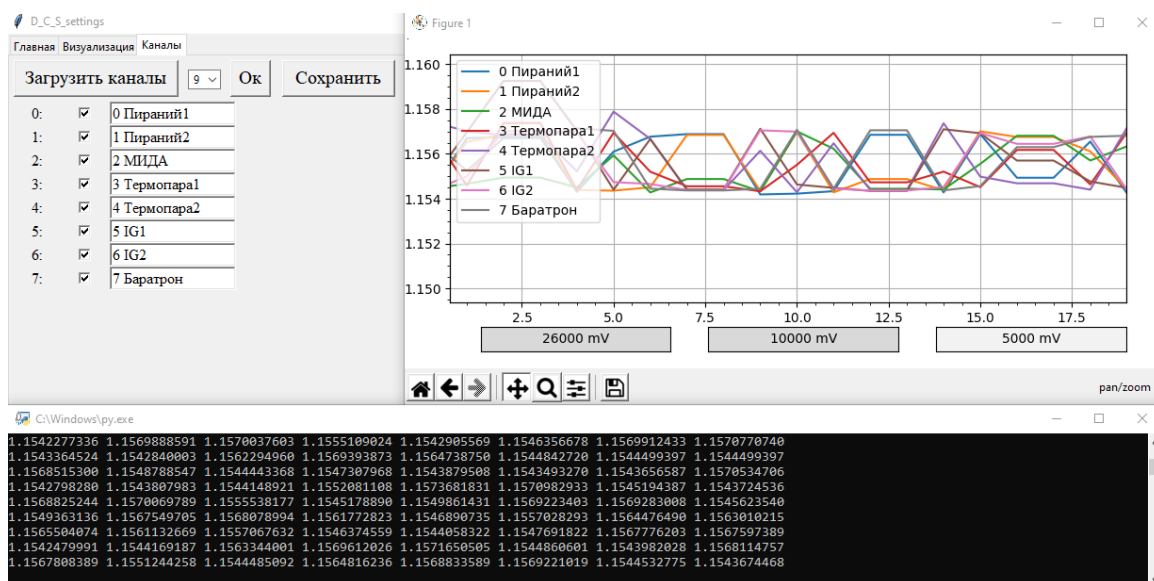 D_C_S_settings
Главная Визуализация Каналы
Загрузить каналы 9 Ок Сохранить
0: 0 Пираний1
1: 1 Пираний2
2: 2 МИДА
3: 3 Термопара1
4: 4 Термопара2
5: 5 IG1
6: 6 IG2
7: 7 Баратрон
Figure 1
1.160
1.158
1.156
1.154
1.152
1.150
0 Пираний1
1 Пираний2
2 МИДА
3 Термопара1
4 Термопара2
5 IG1
6 IG2
7 Баратрон
2.5 5.0 7.5 10.0 12.5 15.0 17.5
26000 mV 10000 mV 5000 mV
pan/zoom
C:\Windows\py.exe
1.1542277336 1.1569888591 1.1570037603 1.1555109024 1.1542905569 1.1546356678 1.1569912433 1.1570770740
1.1543364524 1.1542840003 1.1562294960 1.1569393873 1.1564738750 1.1544842720 1.1544499397 1.1544499397
1.1568515300 1.1548788547 1.1544443368 1.1547307968 1.1543879508 1.1543493270 1.1543656587 1.1570534706
1.1542798280 1.1543807983 1.1544148921 1.1552081108 1.1573681831 1.1570982933 1.1545194387 1.1543724536
1.1568825244 1.1570069789 1.1555538177 1.1545178890 1.1549861431 1.1569223403 1.1569283008 1.1545623540
1.1549363136 1.1567549705 1.1568078994 1.1561772823 1.1546890735 1.1557028293 1.1564476490 1.1563010215
1.1565504074 1.1561132669 1.1557067632 1.1546374559 1.1544058322 1.1547691822 1.1567776203 1.1567597389
1.1542479991 1.1544169187 1.1563344001 1.1569612026 1.1571650505 1.1544860601 1.1543982028 1.1568114757
1.1567808389 1.1551244258 1.1544485092 1.1564816236 1.1568833589 1.1569221019 1.1544532775 1.1543674468